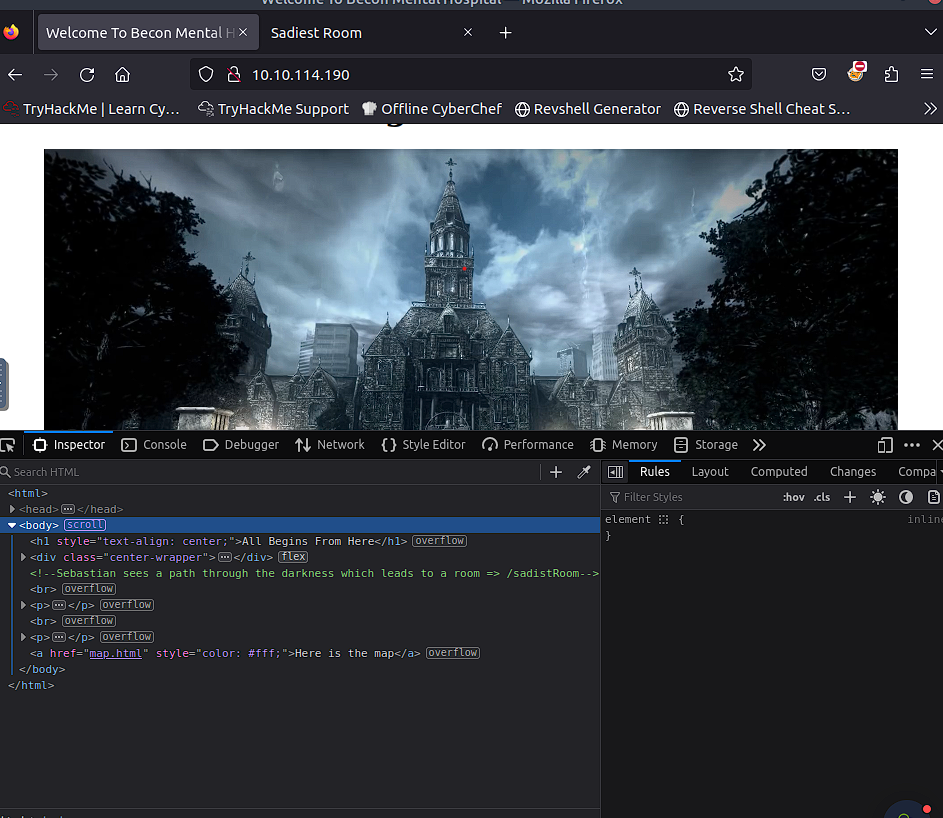 Welcome To Becon Mental Hospital — Mozilla Firefox
Welcome To Becon Mental H
Sadiest Room
10.10.114.190
TryHackMe | Learn Cy… TryHackMe Support Offline CyberChef Revshell Generator Reverse Shell Cheat S…
Inspector Console Debugger Network Style Editor Performance Memory Storage
Search HTML
Rules Layout Computed Changes Compa
Filter Styles :hov .cls
<html>
<head> </head>
<body> scroll
<h1 style="text-align: center;">All Begins From Here</h1> overflow
<div class="center-wrapper"> </div> flex
<!--Sebastian sees a path through the darkness which leads to a room => /sadistRoom-->
<br> overflow
<p> </p> overflow
<br> overflow
<p> </p> overflow
<a href="map.html" style="color: #fff;">Here is the map</a> overflow
</body>
</html>
element { inline
}